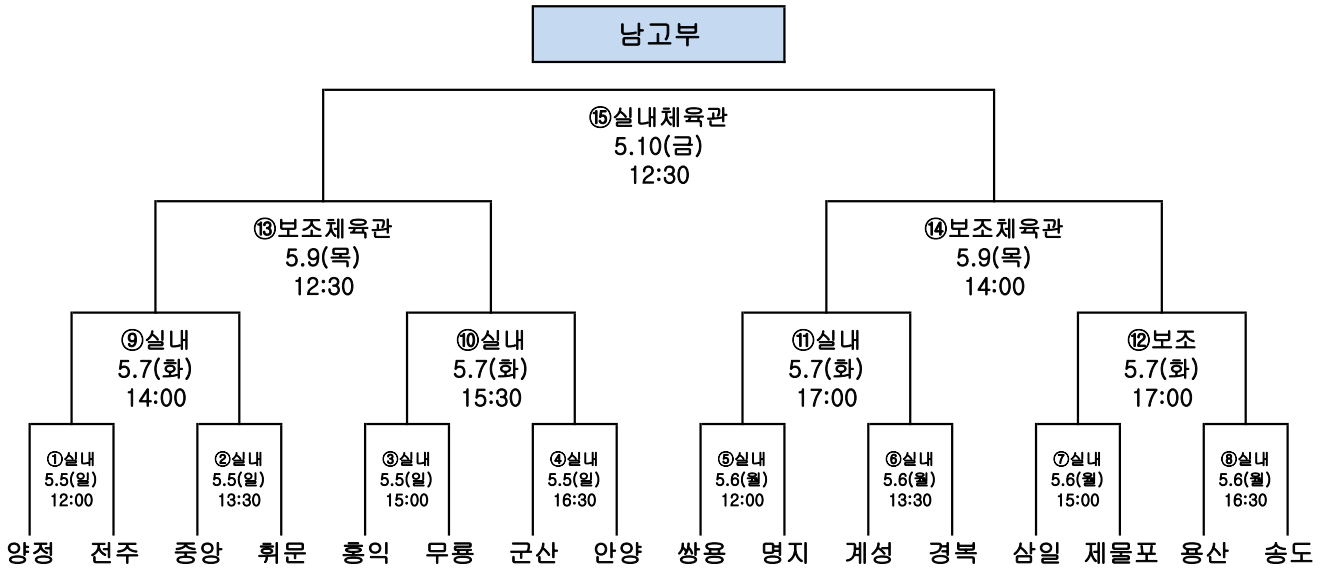 남고부
⑮실내체육관
5.10(금)
12:30
⑬보조체육관
5.9(목)
12:30
⑭보조체육관
5.9(목)
14:00
⑨실내
5.7(화)
14:00
⑩실내
5.7(화)
15:30
⑪실내
5.7(화)
17:00
⑫보조
5.7(화)
17:00
①실내
5.5(일)
12:00
②실내
5.5(일)
13:30
③실내
5.5(일)
15:00
④실내
5.5(일)
16:30
⑤실내
5.6(월)
12:00
⑥실내
5.6(월)
13:30
⑦실내
5.6(월)
15:00
⑧실내
5.6(월)
16:30
양정 전주 중앙 휘문 홍익 무룡 군산 안양 쌍용 명지 계성 경복 삼일 제물포 용산 송도